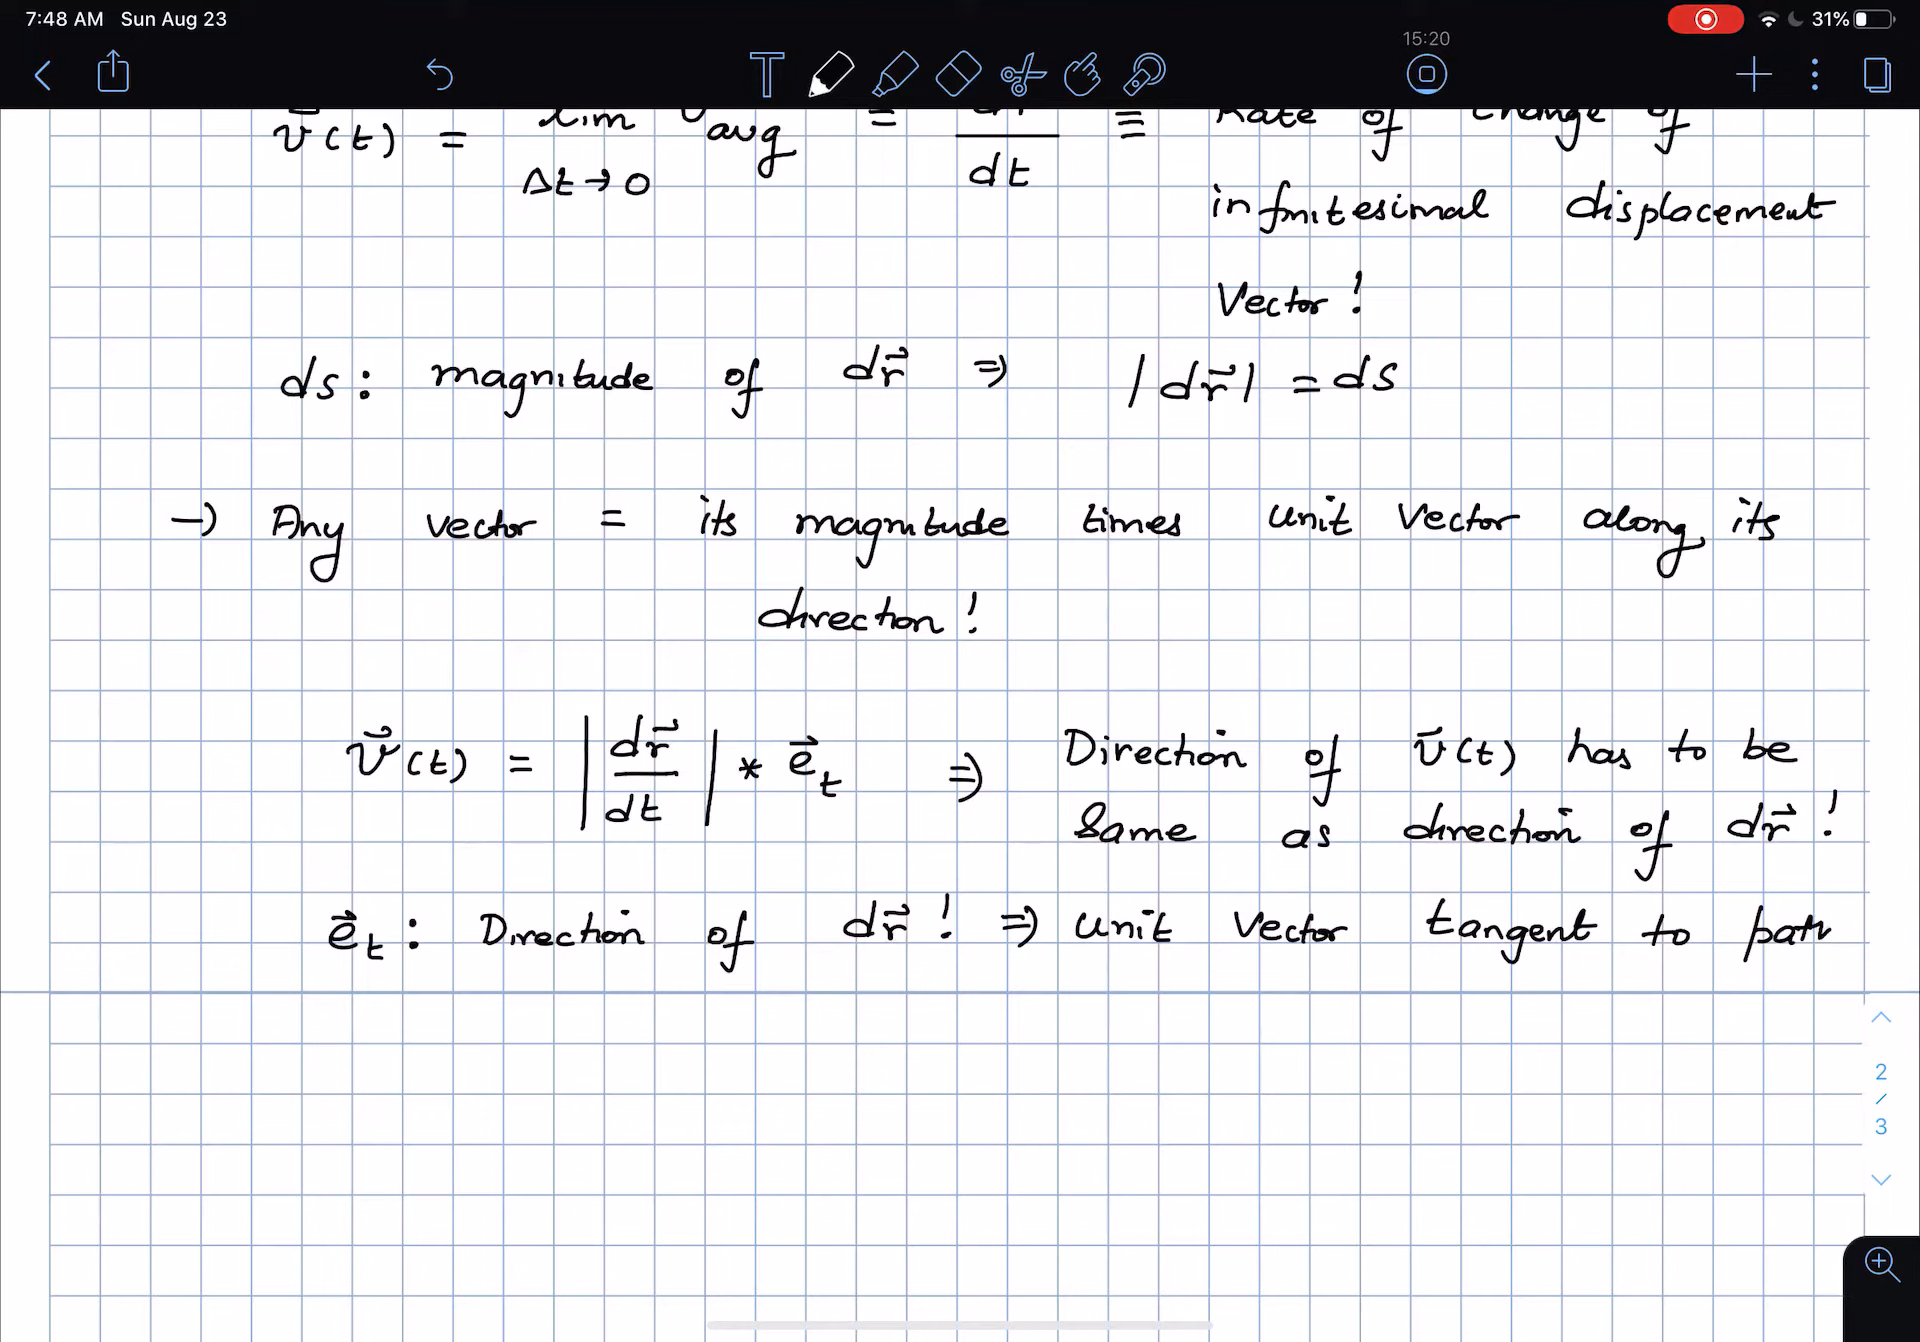 7:48 AM Sun Aug 23
31%
15:20
T
v̄(t) = lim v avg = dr̄/dt ≡ Rate of change of
Δt→0
infinitesimal displacement
Vector!
ds: magnitude of dr⃗ ⇒ |dr⃗| = ds
→ Any vector = its magnitude times unit vector along its
direction!
v⃗(t) = |dr⃗/dt| * e⃗t ⇒ Direction of v̄(t) has to be
same as direction of dr⃗!
e⃗t: Direction of dr⃗! ⇒ unit vector tangent to path
2
/
3